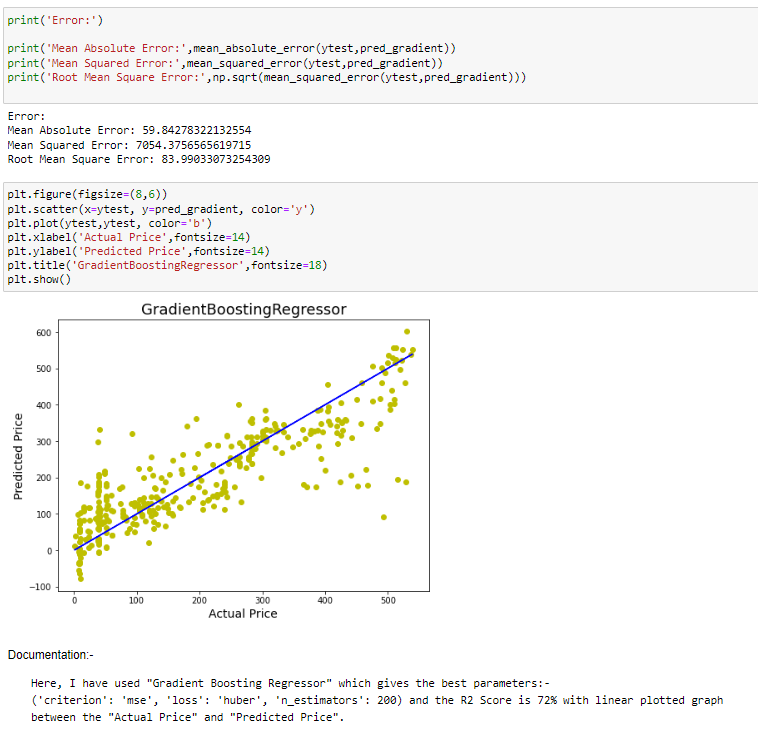 print('Error:')
print('Mean Absolute Error:',mean_absolute_error(ytest,pred_gradient))
print('Mean Squared Error:',mean_squared_error(ytest,pred_gradient))
print('Root Mean Square Error:',np.sqrt(mean_squared_error(ytest,pred_gradient)))
Error:
Mean Absolute Error: 59.84278322132554
Mean Squared Error: 7054.3756565619715
Root Mean Square Error: 83.99033073254309
plt.figure(figsize=(8,6))
plt.scatter(x=ytest, y=pred_gradient, color='y')
plt.plot(ytest,ytest, color='b')
plt.xlabel('Actual Price',fontsize=14)
plt.ylabel('Predicted Price',fontsize=14)
plt.title('GradientBoostingRegressor',fontsize=18)
plt.show()
GradientBoostingRegressor
600
500
400
300
200
100
0
−100
Predicted Price
0 100 200 300 400 500
Actual Price
Documentation:-
Here, I have used "Gradient Boosting Regressor" which gives the best parameters:-
('criterion': 'mse', 'loss': 'huber', 'n_estimators': 200) and the R2 Score is 72% with linear plotted graph
between the "Actual Price" and "Predicted Price".